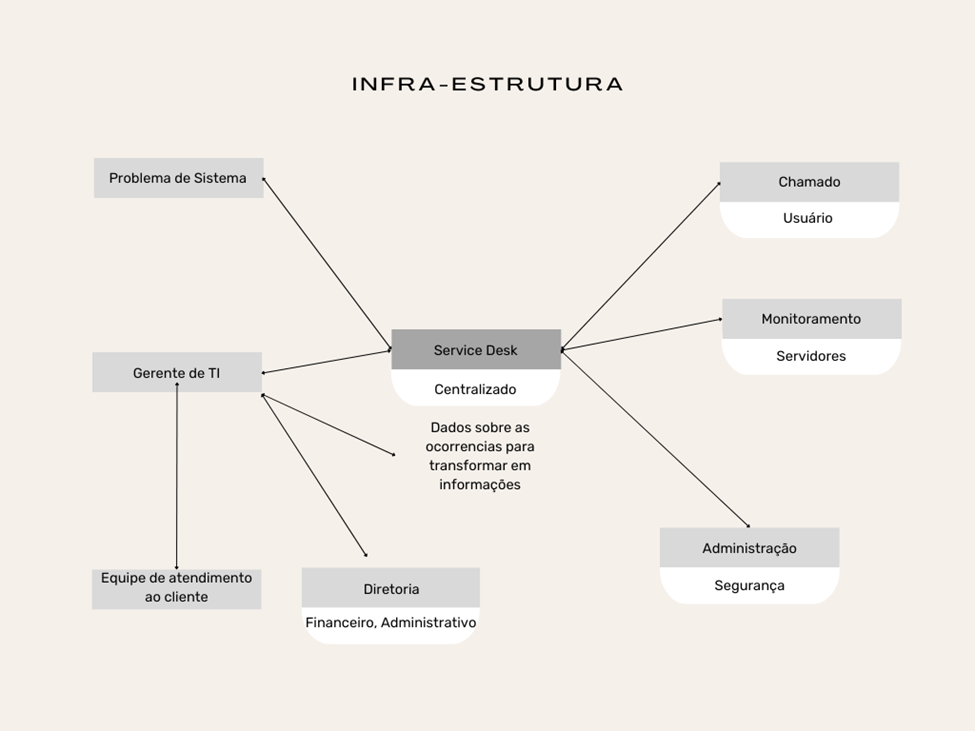 INFRA-ESTRUTURA
Problema de Sistema
Chamado
Usuário
Monitoramento
Servidores
Service Desk
Centralizado
Gerente de TI
Dados sobre as
ocorrencias para
transformar em
informações
Administração
Segurança
Equipe de atendimento
ao cliente
Diretoria
Financeiro, Administrativo